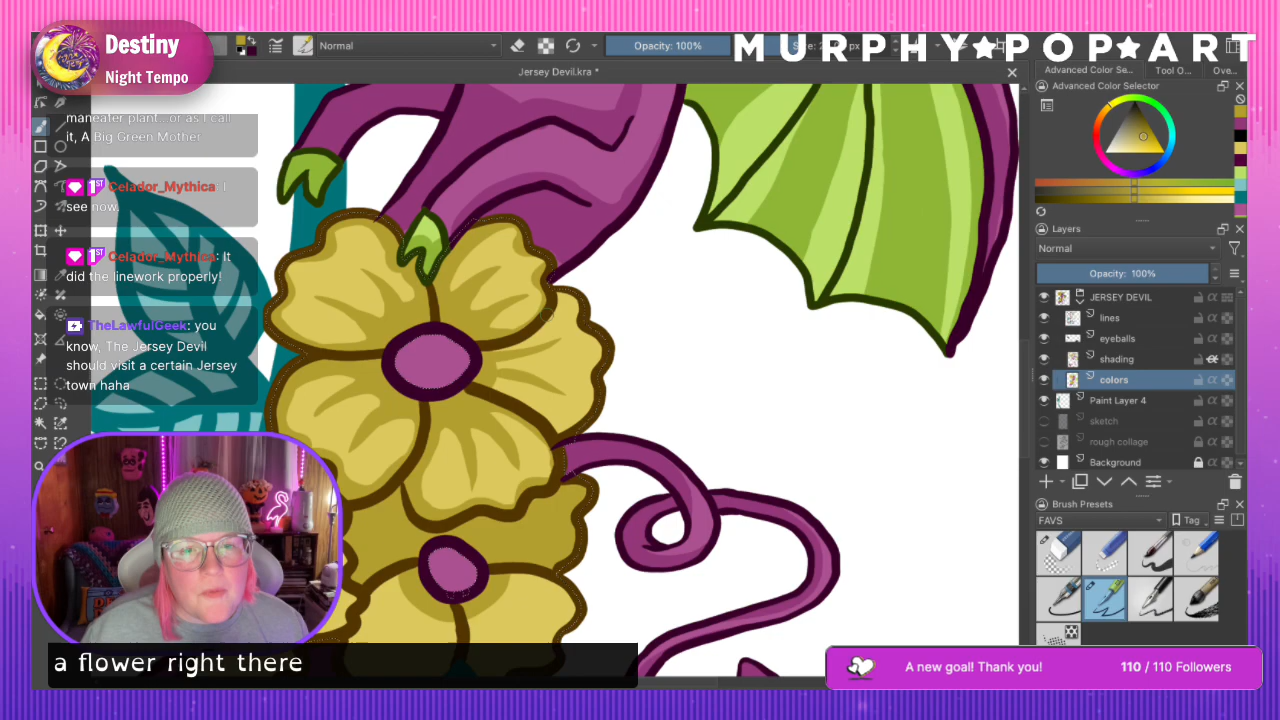 Destiny
Night Tempo
MURPHY★POP★ART
Normal
Opacity: 100%
Jersey Devil.kra *
Advanced Color Se...
Tool O...
Ove...
Advanced Color Selector
maneater plant...or as I call
it, A Big Green Mother
Celador_Mythica: I
see now.
Celador_Mythica: It
did the linework properly!
TheLawfulGeek: you
know, The Jersey Devil
should visit a certain Jersey
town haha
Layers
Normal
Opacity: 100%
JERSEY DEVIL
lines
eyeballs
shading
colors
Paint Layer 4
sketch
rough collage
Background
Brush Presets
FAVS
Tag
a flower right there
A new goal! Thank you!
110 / 110 Followers